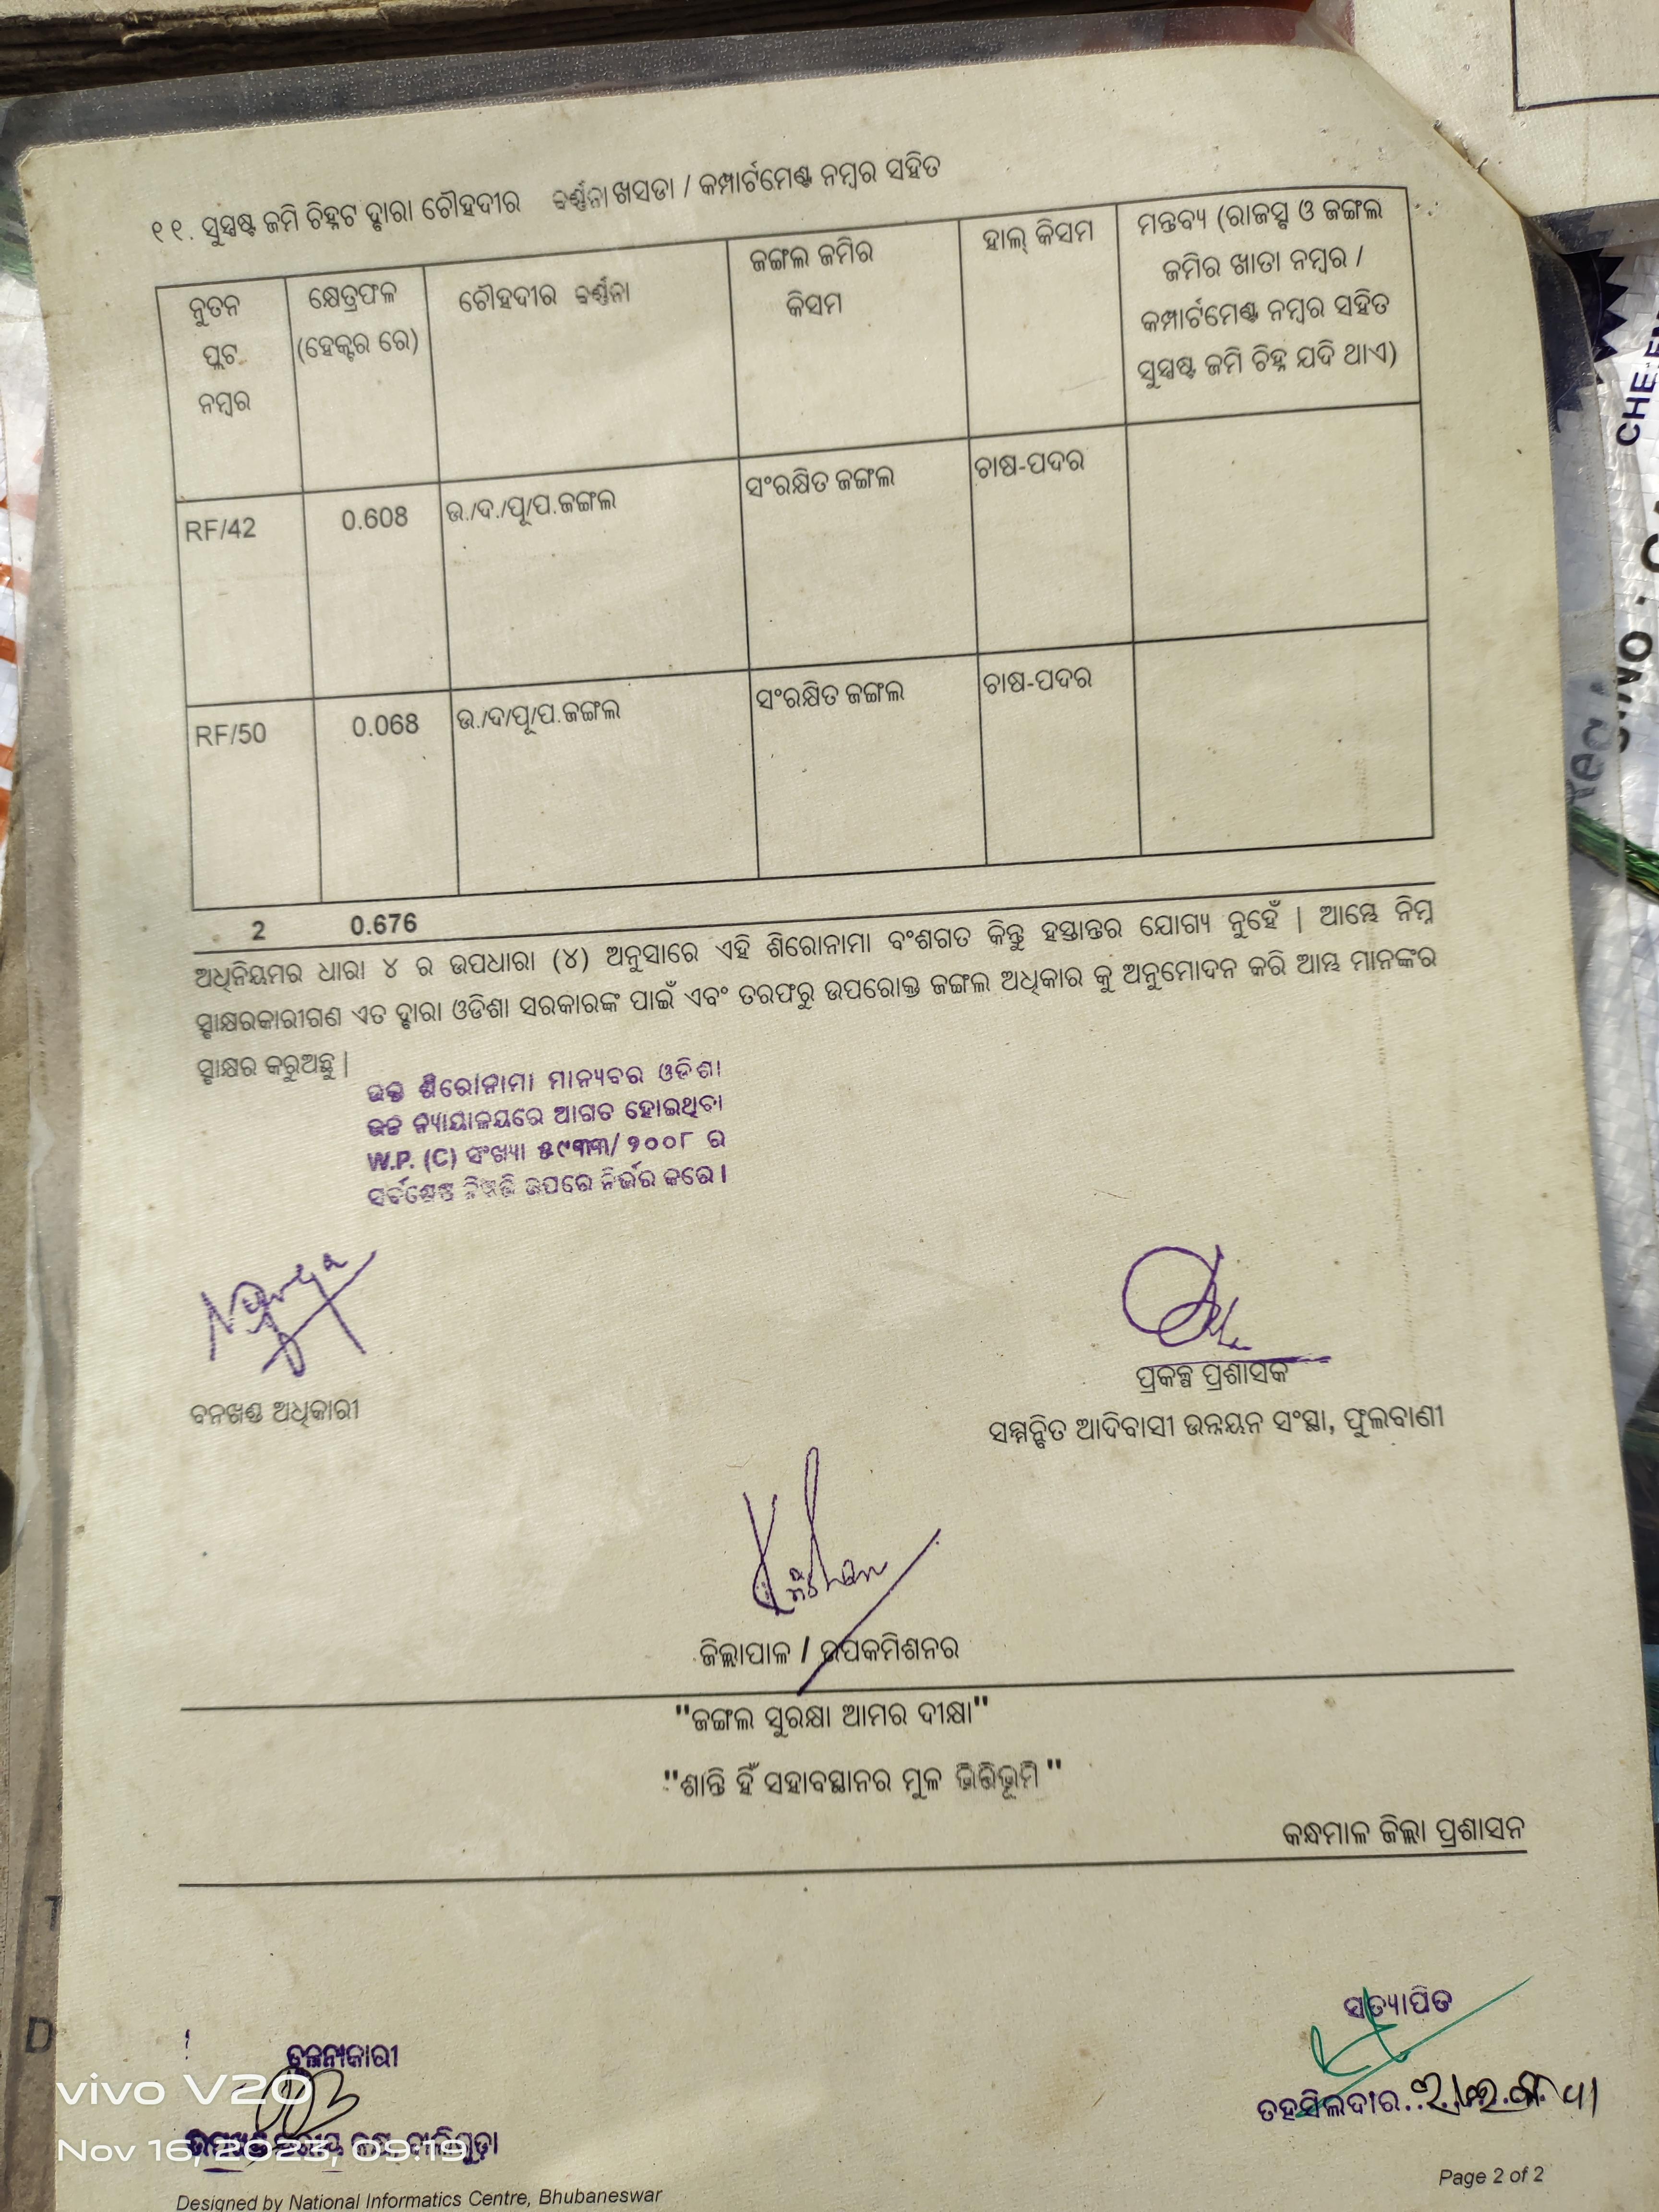 ୧୧. ସୁସ୍ପଷ୍ଟ ଜମି ଚିହ୍ନଟ ଦ୍ବାରା ଚୌହଦୀର ବର୍ଣ୍ଣନା ଖସଡା / କମ୍ପାର୍ଟମେଣ୍ଟ ନମ୍ବର ସହିତ
ନୁତନ ପ୍ଲଟ ନମ୍ବର
କ୍ଷେତ୍ରଫଳ (ହେକ୍ଟର ରେ)
ଚୌହଦୀର ବର୍ଣ୍ଣନା
ଜଙ୍ଗଲ ଜମିର କିସମ
ହାଲ୍ କିସମ
ମନ୍ତବ୍ୟ (ରାଜସ୍ବ ଓ ଜଙ୍ଗଲ
ଜମିର ଖାତା ନମ୍ବର /
କମ୍ପାର୍ଟମେଣ୍ଟ ନମ୍ବର ସହିତ
ସୁସ୍ପଷ୍ଟ ଜମି ଚିହ୍ନ ଯଦି ଥାଏ)
RF/42 0.608 ଉ./ଦ./ପୂ/ପ.ଜଙ୍ଗଲ ସଂରକ୍ଷିତ ଜଙ୍ଗଲ ଚାଷ-ପଦର
RF/50 0.068 ଉ./ଦ/ପୂ/ପ.ଜଙ୍ଗଲ ସଂରକ୍ଷିତ ଜଙ୍ଗଲ ଚାଷ-ପଦର
2 0.676
ଅଧିନିୟମର ଧାରା ୪ ର ଉପଧାରା (୪) ଅନୁସାରେ ଏହି ଶିରୋନାମା ବଂଶଗତ କିନ୍ତୁ ହସ୍ତାନ୍ତର ଯୋଗ୍ୟ ନୁହେଁ | ଆମ୍ଭେ ନିମ୍ନ
ସ୍ବାକ୍ଷରକାରୀଗଣ ଏତ ଦ୍ବାରା ଓଡିଶା ସରକାରଙ୍କ ପାଇଁ ଏବଂ ତରଫରୁ ଉପରୋକ୍ତ ଜଙ୍ଗଲ ଅଧିକାର କୁ ଅନୁମୋଦନ କରି ଆମ୍ଭ ମାନଙ୍କର
ସ୍ବାକ୍ଷର କରୁଅଛୁ |
ଉକ୍ତ ଶିରୋନାମା ମାନ୍ୟବର ଓଡିଶା
ଉଚ୍ଚ ନ୍ୟାୟାଳୟରେ ଆଗତ ହୋଇଥିବା
W.P. (C) ସଂଖ୍ୟା ୫୯୩୩/୨୦୦୮ ର
ସର୍ବଶେଷ ନିଷ୍ପତ୍ତି ଉପରେ ନିର୍ଭର କରେ।
ବନଖଣ୍ଡ ଅଧିକାରୀ
ପ୍ରକଳ୍ପ ପ୍ରଶାସକ
ସମ୍ମନ୍ବିତ ଆଦିବାସୀ ଉନ୍ନୟନ ସଂସ୍ଥା, ଫୁଲବାଣୀ
ଜିଲ୍ଲାପାଳ / ଉପକମିଶନର
"ଜଙ୍ଗଲ ସୁରକ୍ଷା ଆମର ଦୀକ୍ଷା"
"ଶାନ୍ତି ହିଁ ସହାବସ୍ଥାନର ମୁଳ ଭିତ୍ତିଭୂମି"
କନ୍ଧମାଳ ଜିଲ୍ଲା ପ୍ରଶାସନ
ସତ୍ୟାପିତ
ତହସିଲଦାର
vivo V20
Nov 16, 2023, 09:19
Designed by National Informatics Centre, Bhubaneswar
Page 2 of 2